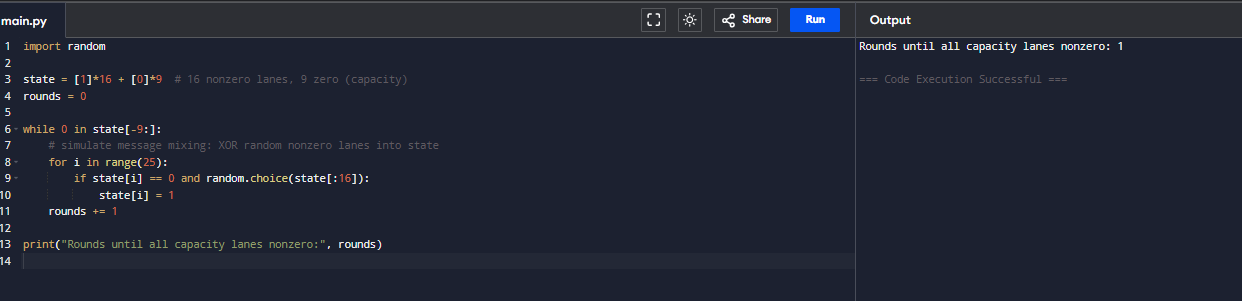 main.py
Share
Run
Output
1 import random
2
3 state = [1]*16 + [0]*9  # 16 nonzero lanes, 9 zero (capacity)
4 rounds = 0
5
6 while 0 in state[-9:]:
7     # simulate message mixing: XOR random nonzero lanes into state
8     for i in range(25):
9         if state[i] == 0 and random.choice(state[:16]):
10             state[i] = 1
11     rounds += 1
12
13 print("Rounds until all capacity lanes nonzero:", rounds)
14
Rounds until all capacity lanes nonzero: 1
=== Code Execution Successful ===